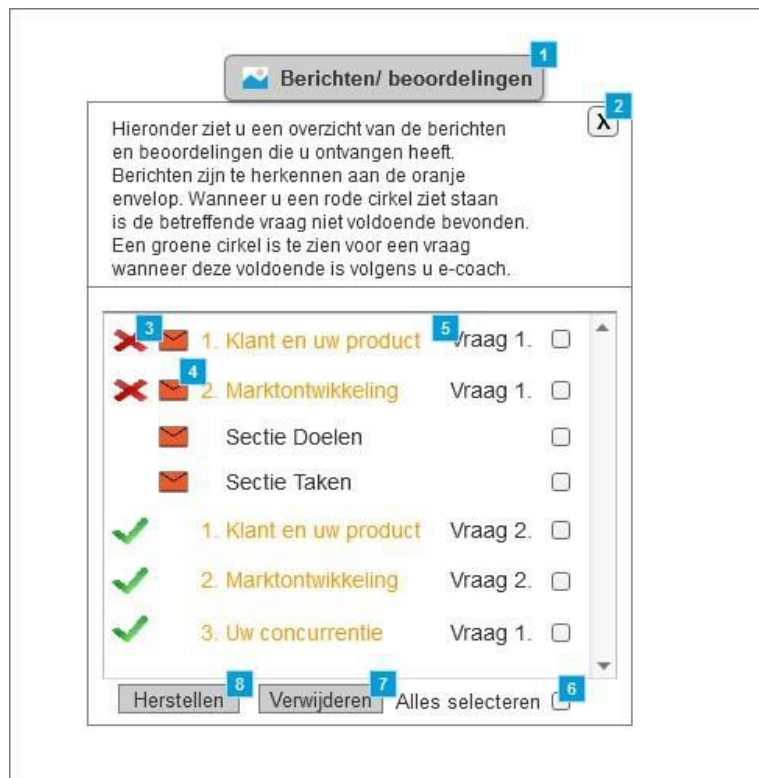 1
Berichten/ beoordelingen
2
X
Hieronder ziet u een overzicht van de berichten
en beoordelingen die u ontvangen heeft.
Berichten zijn te herkennen aan de oranje
envelop. Wanneer u een rode cirkel ziet staan
is de betreffende vraag niet voldoende bevonden.
Een groene cirkel is te zien voor een vraag
wanneer deze voldoende is volgens u e-coach.
3 1. Klant en uw product 5 Vraag 1.
4 2. Marktontwikkeling Vraag 1.
Sectie Doelen
Sectie Taken
1. Klant en uw product Vraag 2.
2. Marktontwikkeling Vraag 2.
3. Uw concurrentie Vraag 1.
Herstellen 8 Verwijderen 7 Alles selecteren 6